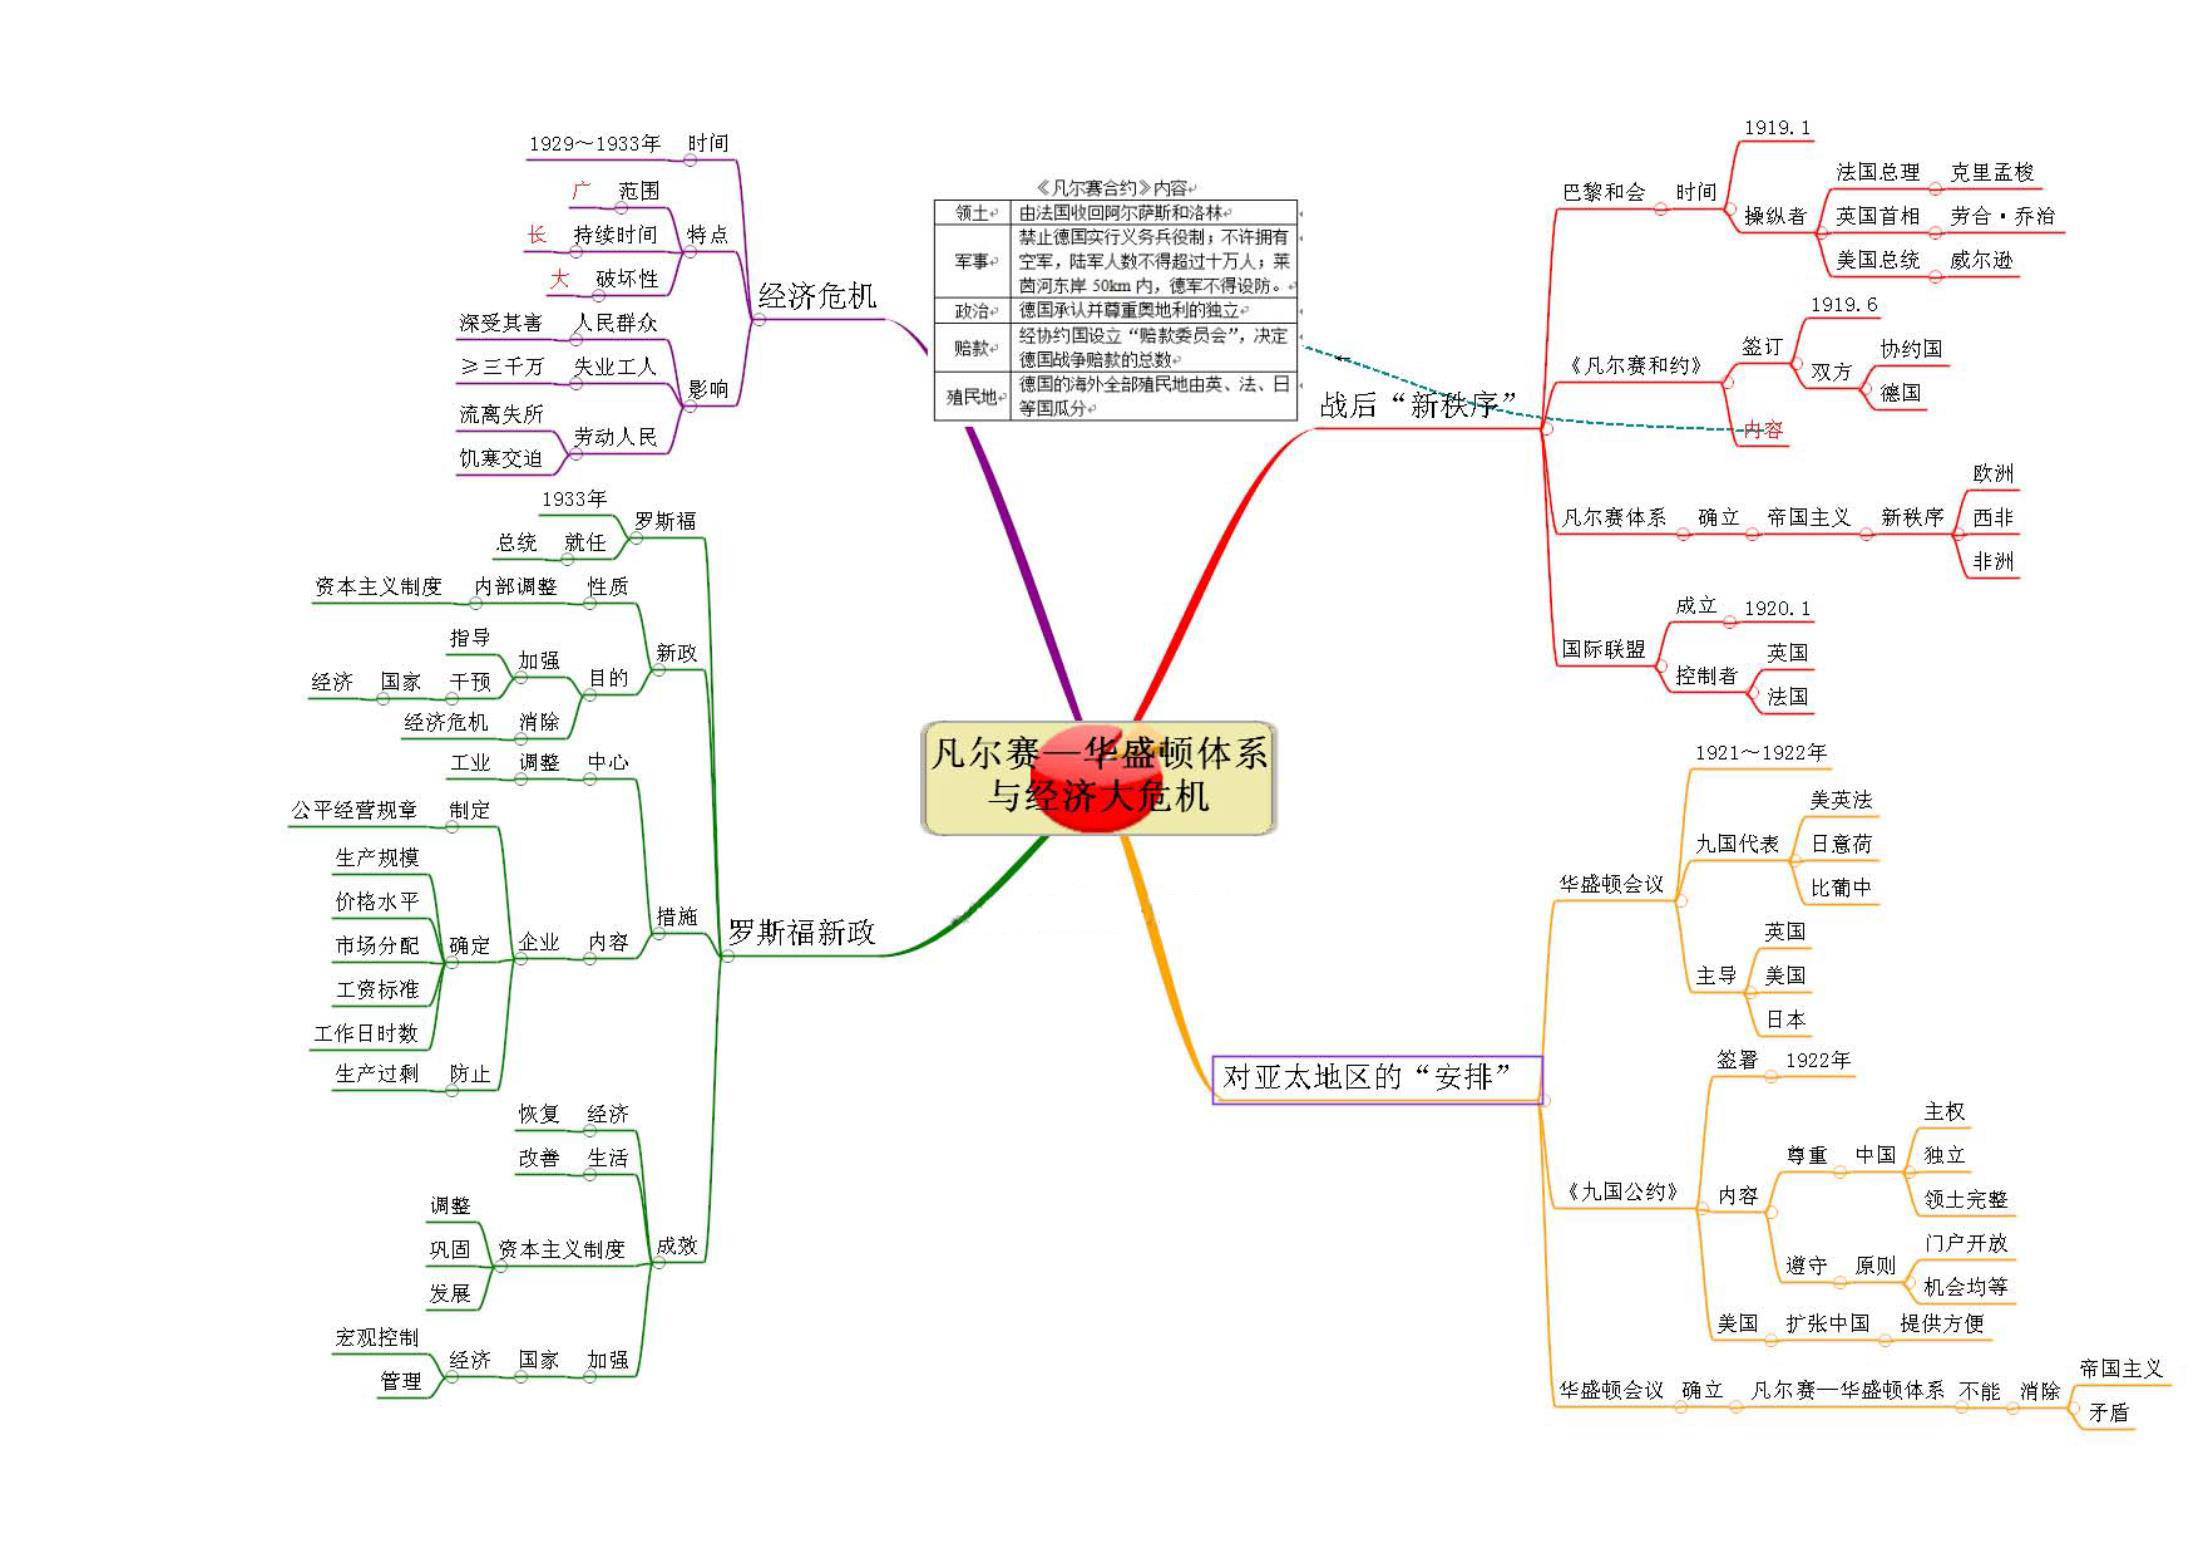 凡尔赛—华盛顿体系
与经济大危机
经济危机
时间
1929～1933年
特点
范围
广
持续时间
长
破坏性
大
影响
人民群众
深受其害
失业工人
≥三千万
劳动人民
流离失所
饥寒交迫
《凡尔赛合约》内容
领土
由法国收回阿尔萨斯和洛林
军事
禁止德国实行义务兵役制；不许拥有
空军，陆军人数不得超过十万人；莱
茵河东岸 50km 内，德军不得设防。
政治
德国承认并尊重奥地利的独立
赔款
经协约国设立“赔款委员会”，决定
德国战争赔款的总数
殖民地
德国的海外全部殖民地由英、法、日
等国瓜分
战后“新秩序”
巴黎和会
时间
1919.1
操纵者
法国总理
克里孟梭
英国首相
劳合·乔治
美国总统
威尔逊
《凡尔赛和约》
签订
1919.6
双方
协约国
德国
内容
凡尔赛体系
确立
帝国主义
新秩序
欧洲
西非
非洲
国际联盟
成立
1920.1
控制者
英国
法国
罗斯福新政
罗斯福
1933年
就任
总统
新政
性质
内部调整
资本主义制度
目的
加强
指导
干预
国家
经济
消除
经济危机
措施
中心
调整
工业
内容
企业
制定
公平经营规章
确定
生产规模
价格水平
市场分配
工资标准
工作日时数
防止
生产过剩
成效
经济
恢复
生活
改善
资本主义制度
调整
巩固
发展
加强
国家
经济
宏观控制
管理
对亚太地区的“安排”
华盛顿会议
1921～1922年
九国代表
美英法
日意荷
比葡中
主导
英国
美国
日本
《九国公约》
签署
1922年
内容
尊重
中国
主权
独立
领土完整
遵守
原则
门户开放
机会均等
美国
扩张中国
提供方便
华盛顿会议
确立
凡尔赛—华盛顿体系
不能
消除
帝国主义
矛盾